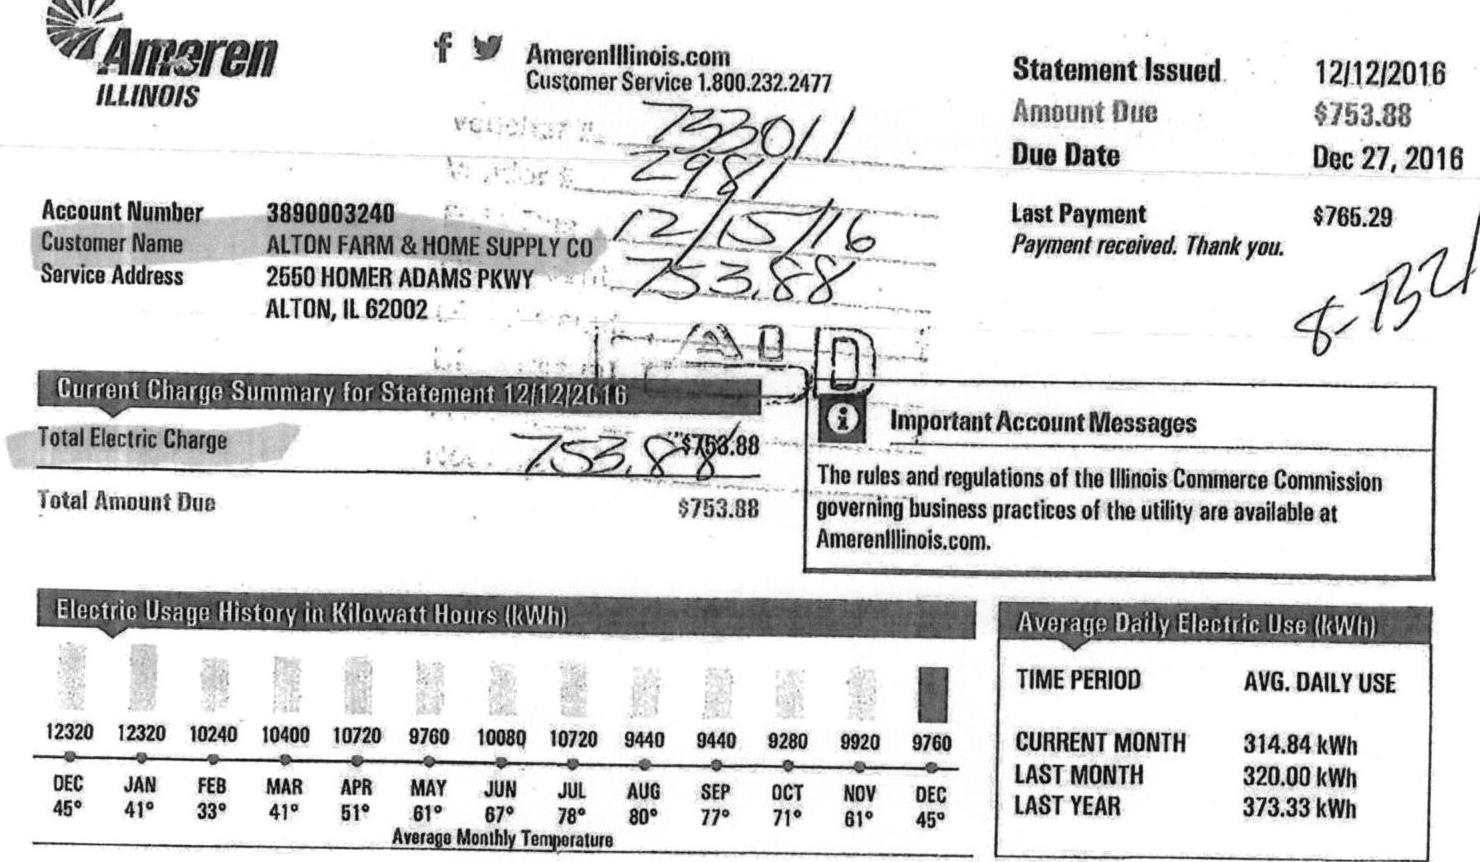 Ameren
ILLINOIS
AmerenIllinois.com
Customer Service 1.800.232.2477
Statement Issued 12/12/2016
Amount Due $753.88
Due Date Dec 27, 2016
733011
2981
12/15/16
753.88
Account Number 3890003240
Customer Name ALTON FARM & HOME SUPPLY CO
Service Address 2550 HOMER ADAMS PKWY
ALTON, IL 62002
Last Payment $765.29
Payment received. Thank you.
8-7321
Current Charge Summary for Statement 12/12/2016
Total Electric Charge 753.88 $753.88
Total Amount Due $753.88
Important Account Messages
The rules and regulations of the Illinois Commerce Commission
governing business practices of the utility are available at
AmerenIllinois.com.
Electric Usage History in Kilowatt Hours (kWh)
12320 12320 10240 10400 10720 9760 10080 10720 9440 9440 9280 9920 9760
DEC JAN FEB MAR APR MAY JUN JUL AUG SEP OCT NOV DEC
45° 41° 33° 41° 51° 61° 67° 78° 80° 77° 71° 61° 45°
Average Monthly Temperature
Average Daily Electric Use (kWh)
TIME PERIOD AVG. DAILY USE
CURRENT MONTH 314.84 kWh
LAST MONTH 320.00 kWh
LAST YEAR 373.33 kWh